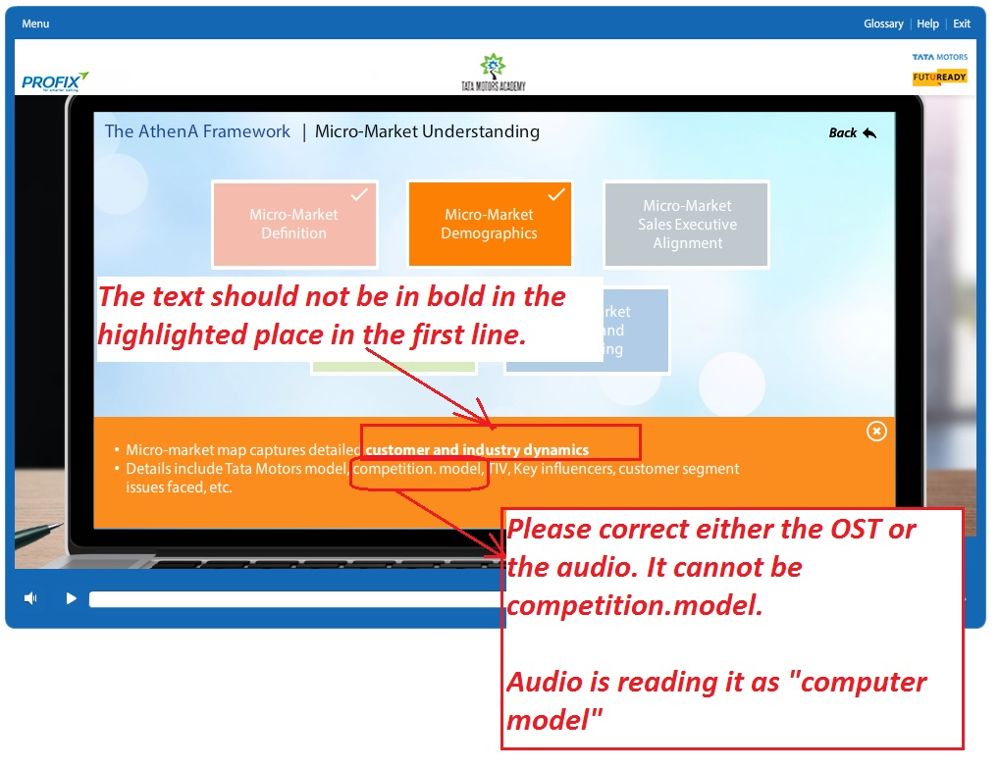 Menu
Glossary | Help | Exit
PROFIX
TATA MOTORS ACADEMY
TATA MOTORS
FUTUREADY
The AthenA Framework | Micro-Market Understanding
Back
Micro-Market
Definition
Micro-Market
Demographics
Micro-Market
Sales Executive
Alignment
The text should not be in bold in the
highlighted place in the first line.
rket
nd
ing
• Micro-market map captures detailed customer and industry dynamics
• Details include Tata Motors model, competition. model, TIV, Key influencers, customer segment
issues faced, etc.
Please correct either the OST or
the audio. It cannot be
competition.model.
Audio is reading it as "computer
model"